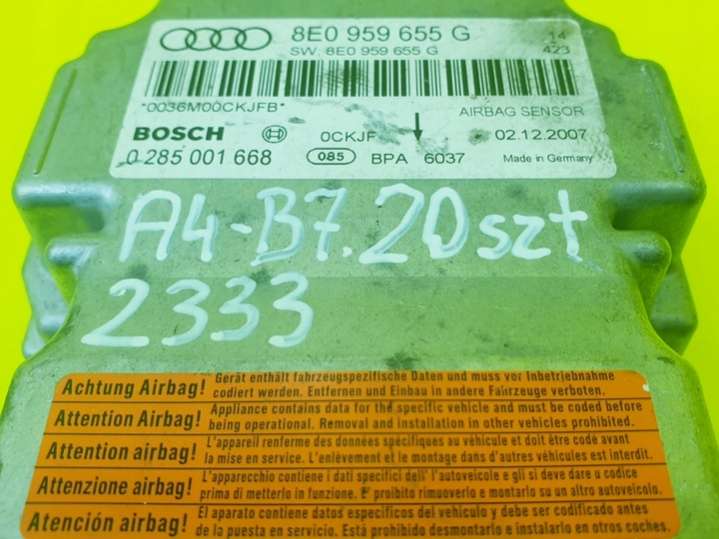 8E0 959 655 G
14
SW: 8E0 959 655 G
423
*0036M00CKJFB*
AIRBAG SENSOR
BOSCH
0CKJF
02.12.2007
0 285 001 668
085
BPA 6037
Made in Germany
A4-B7.20szt
2333
Achtung Airbag!
Gerät enthält fahrzeugspezifische Daten und muss vor Inbetriebnahme
codiert werden. Entfernen und Einbau in andere Fahrzeuge verboten.
Attention Airbag!
Appliance contains data for the specific vehicle and must be coded before
being operational. Removal and installation in other vehicles prohibited.
Attention airbag!
L'appareil renferme des données spécifiques au véhicule et doit être codé avant
la mise en service. L'enlèvement et le montage dans d'autres véhicules interdit.
Attenzione airbag!
L'apparecchio contiene i dati specifici dell' autoveicolo e gli si deve dare u codice
prima di metterlo in funzione. È proibito rimuoverlo e montarlo su un altro autoveicolo.
Atención airbag!
El aparato contiene datos específicos del vehículo y debe ser codificado antes
de la puesta en servicio. Está prohibido desmontarlo e instalarlo en otros coches.